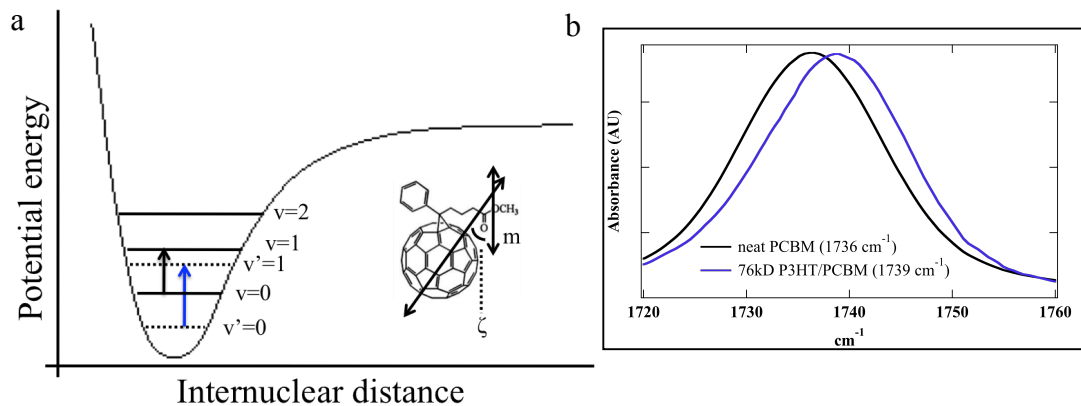 a
Potential energy
v=2
v=1
v'=1
v=0
v'=0
OCH₃
O
m
ζ
Internuclear distance
b
Absorbance (AU)
neat PCBM (1736 cm⁻¹)
76kD P3HT/PCBM (1739 cm⁻¹)
1720 1730 1740 1750 1760
cm⁻¹